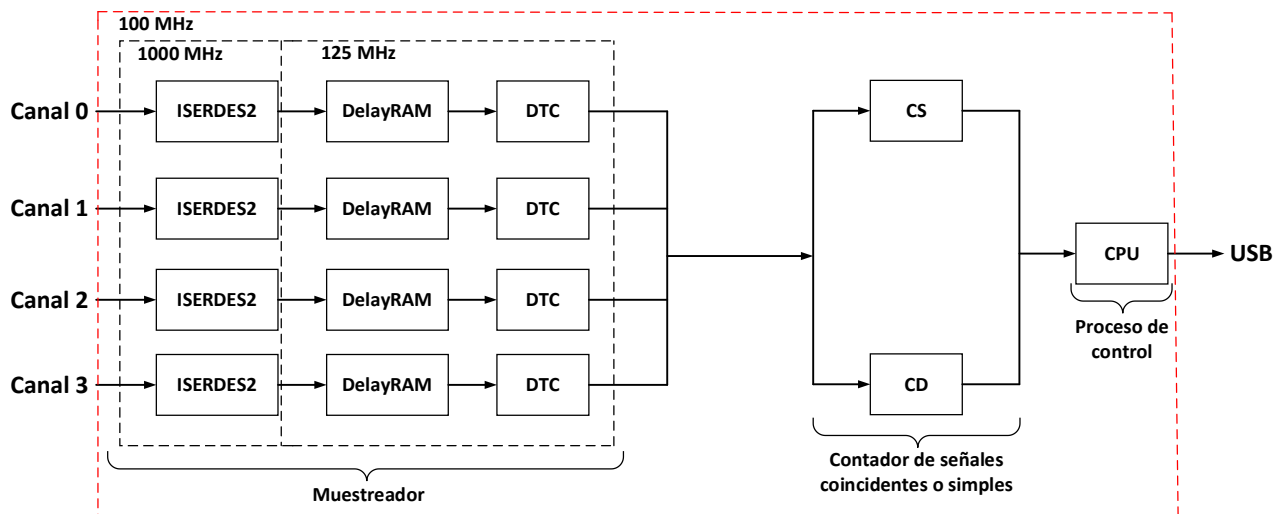 100 MHz
1000 MHz
125 MHz
Canal 0
ISERDES2
DelayRAM
DTC
CS
Canal 1
ISERDES2
DelayRAM
DTC
CPU
USB
Canal 2
ISERDES2
DelayRAM
DTC
Proceso de
control
Canal 3
ISERDES2
DelayRAM
DTC
CD
Contador de señales
coincidentes o simples
Muestreador